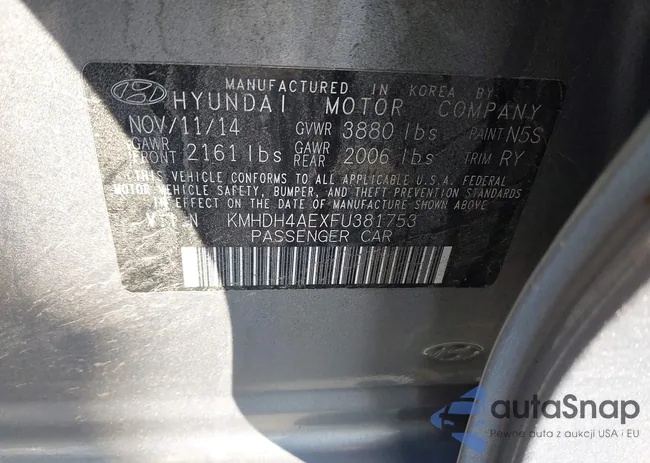 MANUFACTURED IN KOREA BY
HYUNDAI MOTOR COMPANY
NOV/11/14 GVWR 3880 lbs PAINT N5S
GAWR FRONT 2161 lbs GAWR REAR 2006 lbs TRIM RY
THIS VEHICLE CONFORMS TO ALL APPLICABLE U.S.A. FEDERAL
MOTOR VEHICLE SAFETY, BUMPER, AND THEFT PREVENTION STANDARDS
IN EFFECT ON THE DATE OF MANUFACTURE SHOWN ABOVE
KMHDH4AEXFU381753
PASSENGER CAR
autaSnap
Pewne auta z aukcji USA i EU